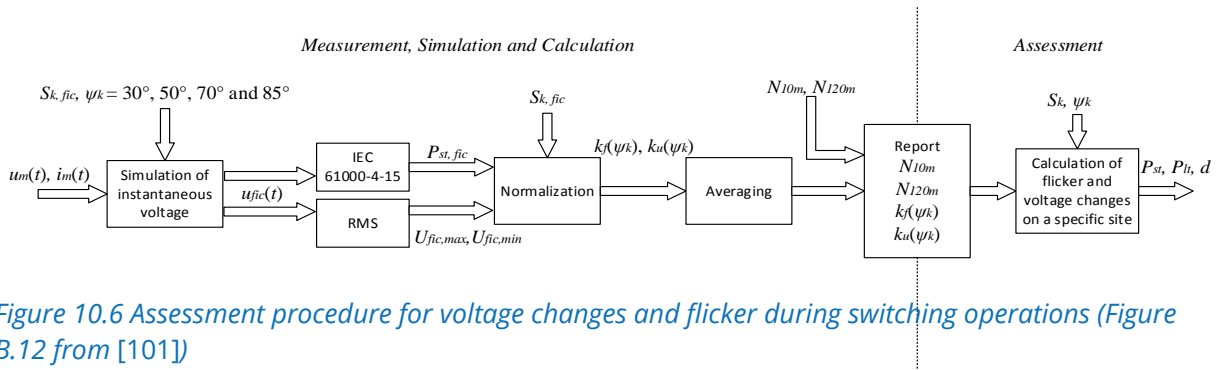 Measurement, Simulation and Calculation
Assessment
Sk, fic, ψk = 30°, 50°, 70° and 85°
Sk, fic
N10m, N120m
Sk, ψk
um(t), im(t)
Simulation of
instantaneous
voltage
ufic(t)
IEC
61000-4-15
RMS
Pst, fic
Ufic,max,Ufic,min
Normalization
kf(ψk), ku(ψk)
Averaging
Report
N10m
N120m
kf(ψk)
ku(ψk)
Calculation of
flicker and
voltage changes
on a specific site
Pst, Plt, d
Figure 10.6 Assessment procedure for voltage changes and flicker during switching operations (Figure
B.12 from [101])